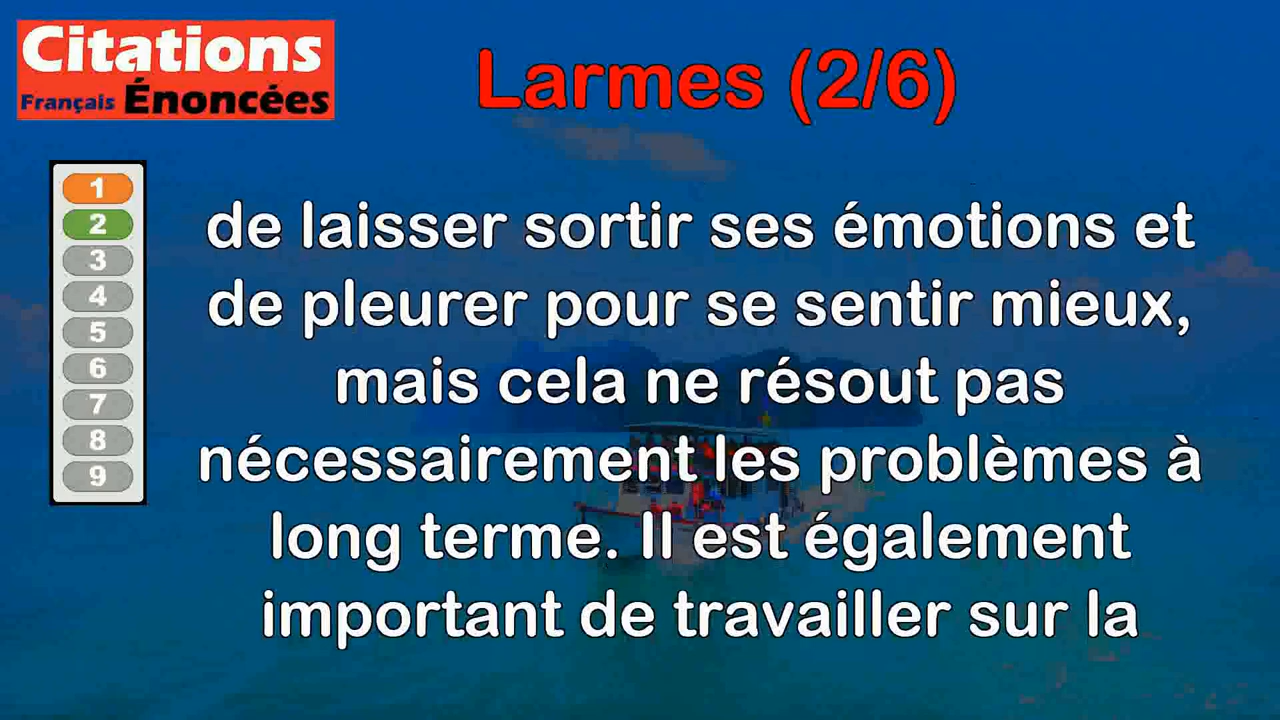 Citations
Français Énoncées
Larmes (2/6)
1
2
3
4
5
6
7
8
9
de laisser sortir ses émotions et
de pleurer pour se sentir mieux,
mais cela ne résout pas
nécessairement les problèmes à
long terme. Il est également
important de travailler sur la